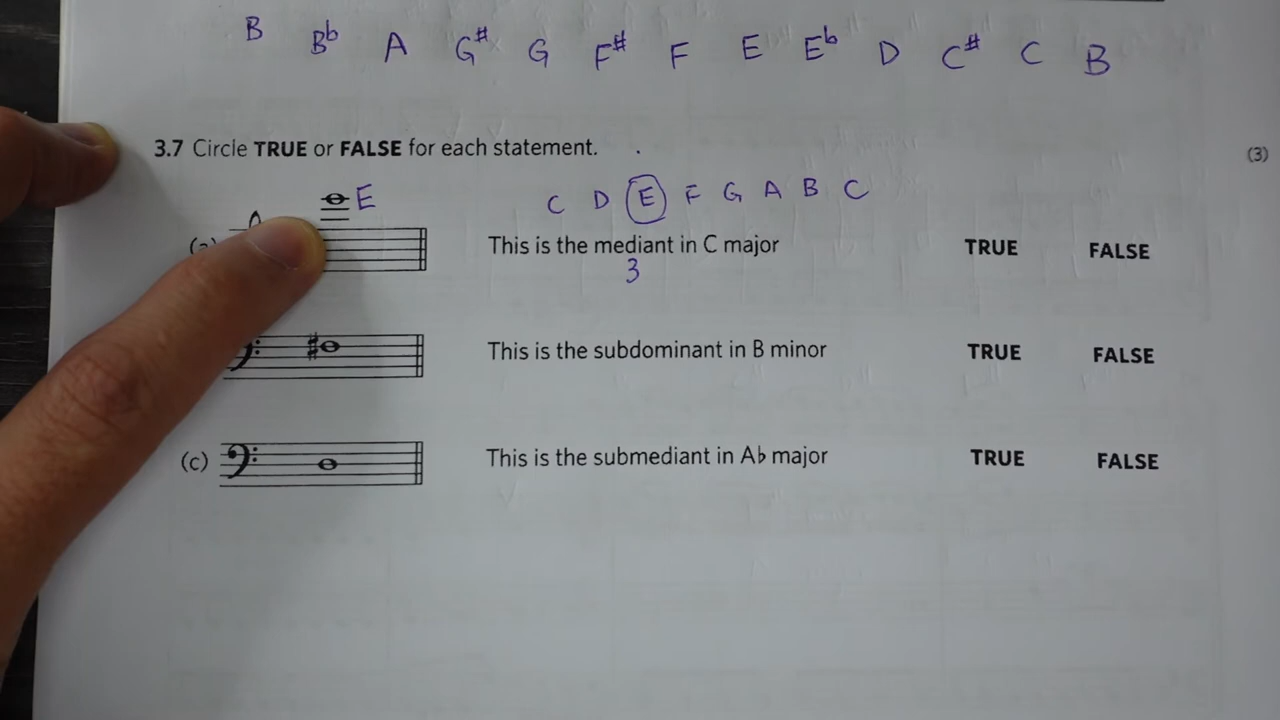 B B♭ A G♯ G F♯ F E E♭ D C♯ C B
3.7 Circle TRUE or FALSE for each statement. (3)
E C D E F G A B C
This is the mediant in C major TRUE FALSE
3
This is the subdominant in B minor TRUE FALSE
(c) This is the submediant in A♭ major TRUE FALSE